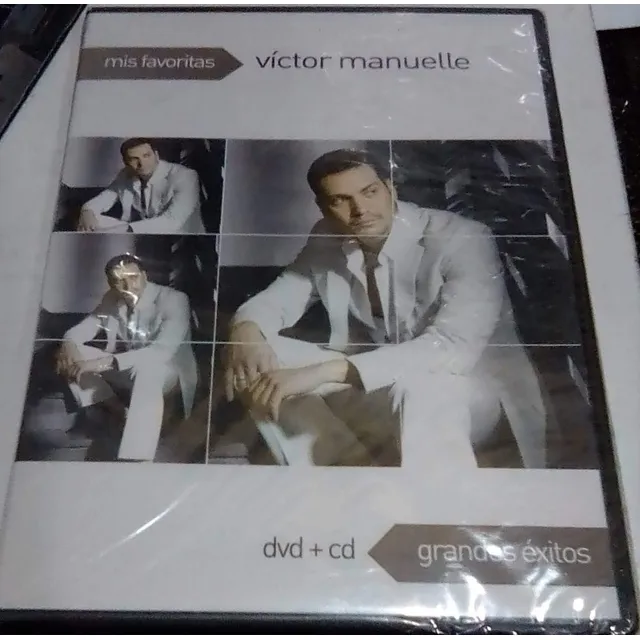 mis favoritas víctor manuelle
dvd + cd grandes éxitos